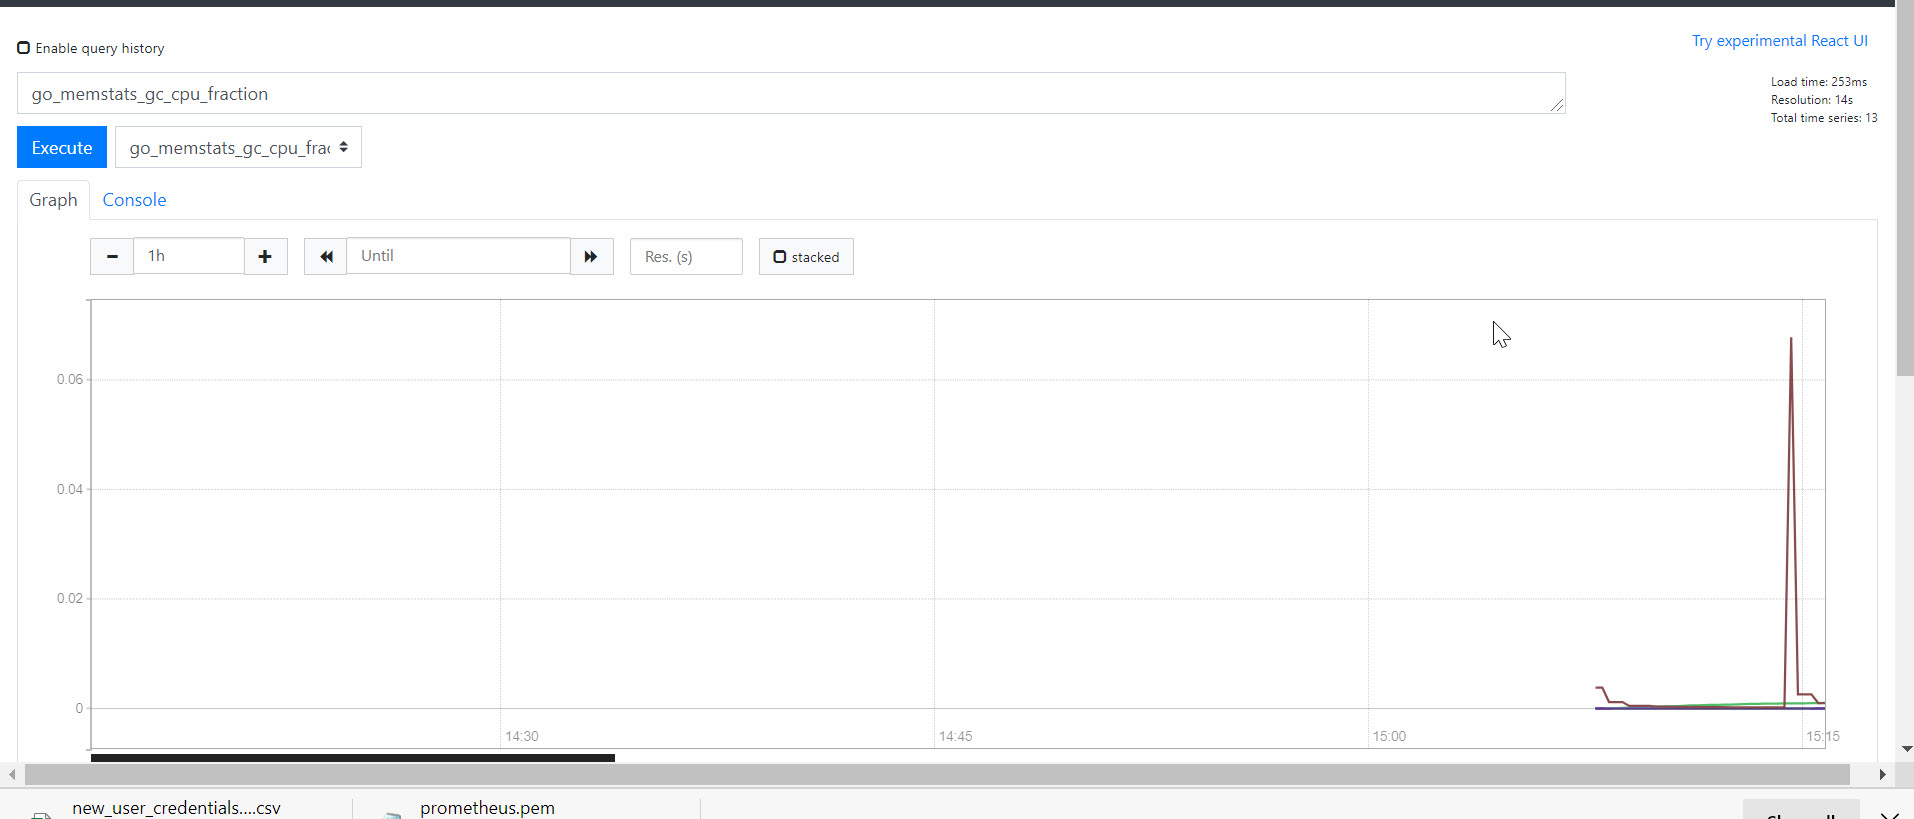 Enable query history
Try experimental React UI
go_memstats_gc_cpu_fraction
Load time: 253ms
Resolution: 14s
Total time series: 13
Execute
go_memstats_gc_cpu_frac
Graph
Console
1h
Until
Res. (s)
stacked
0.06
0.04
0.02
0
14:30
14:45
15:00
15:15
new_user_credentials....csv
prometheus.pem